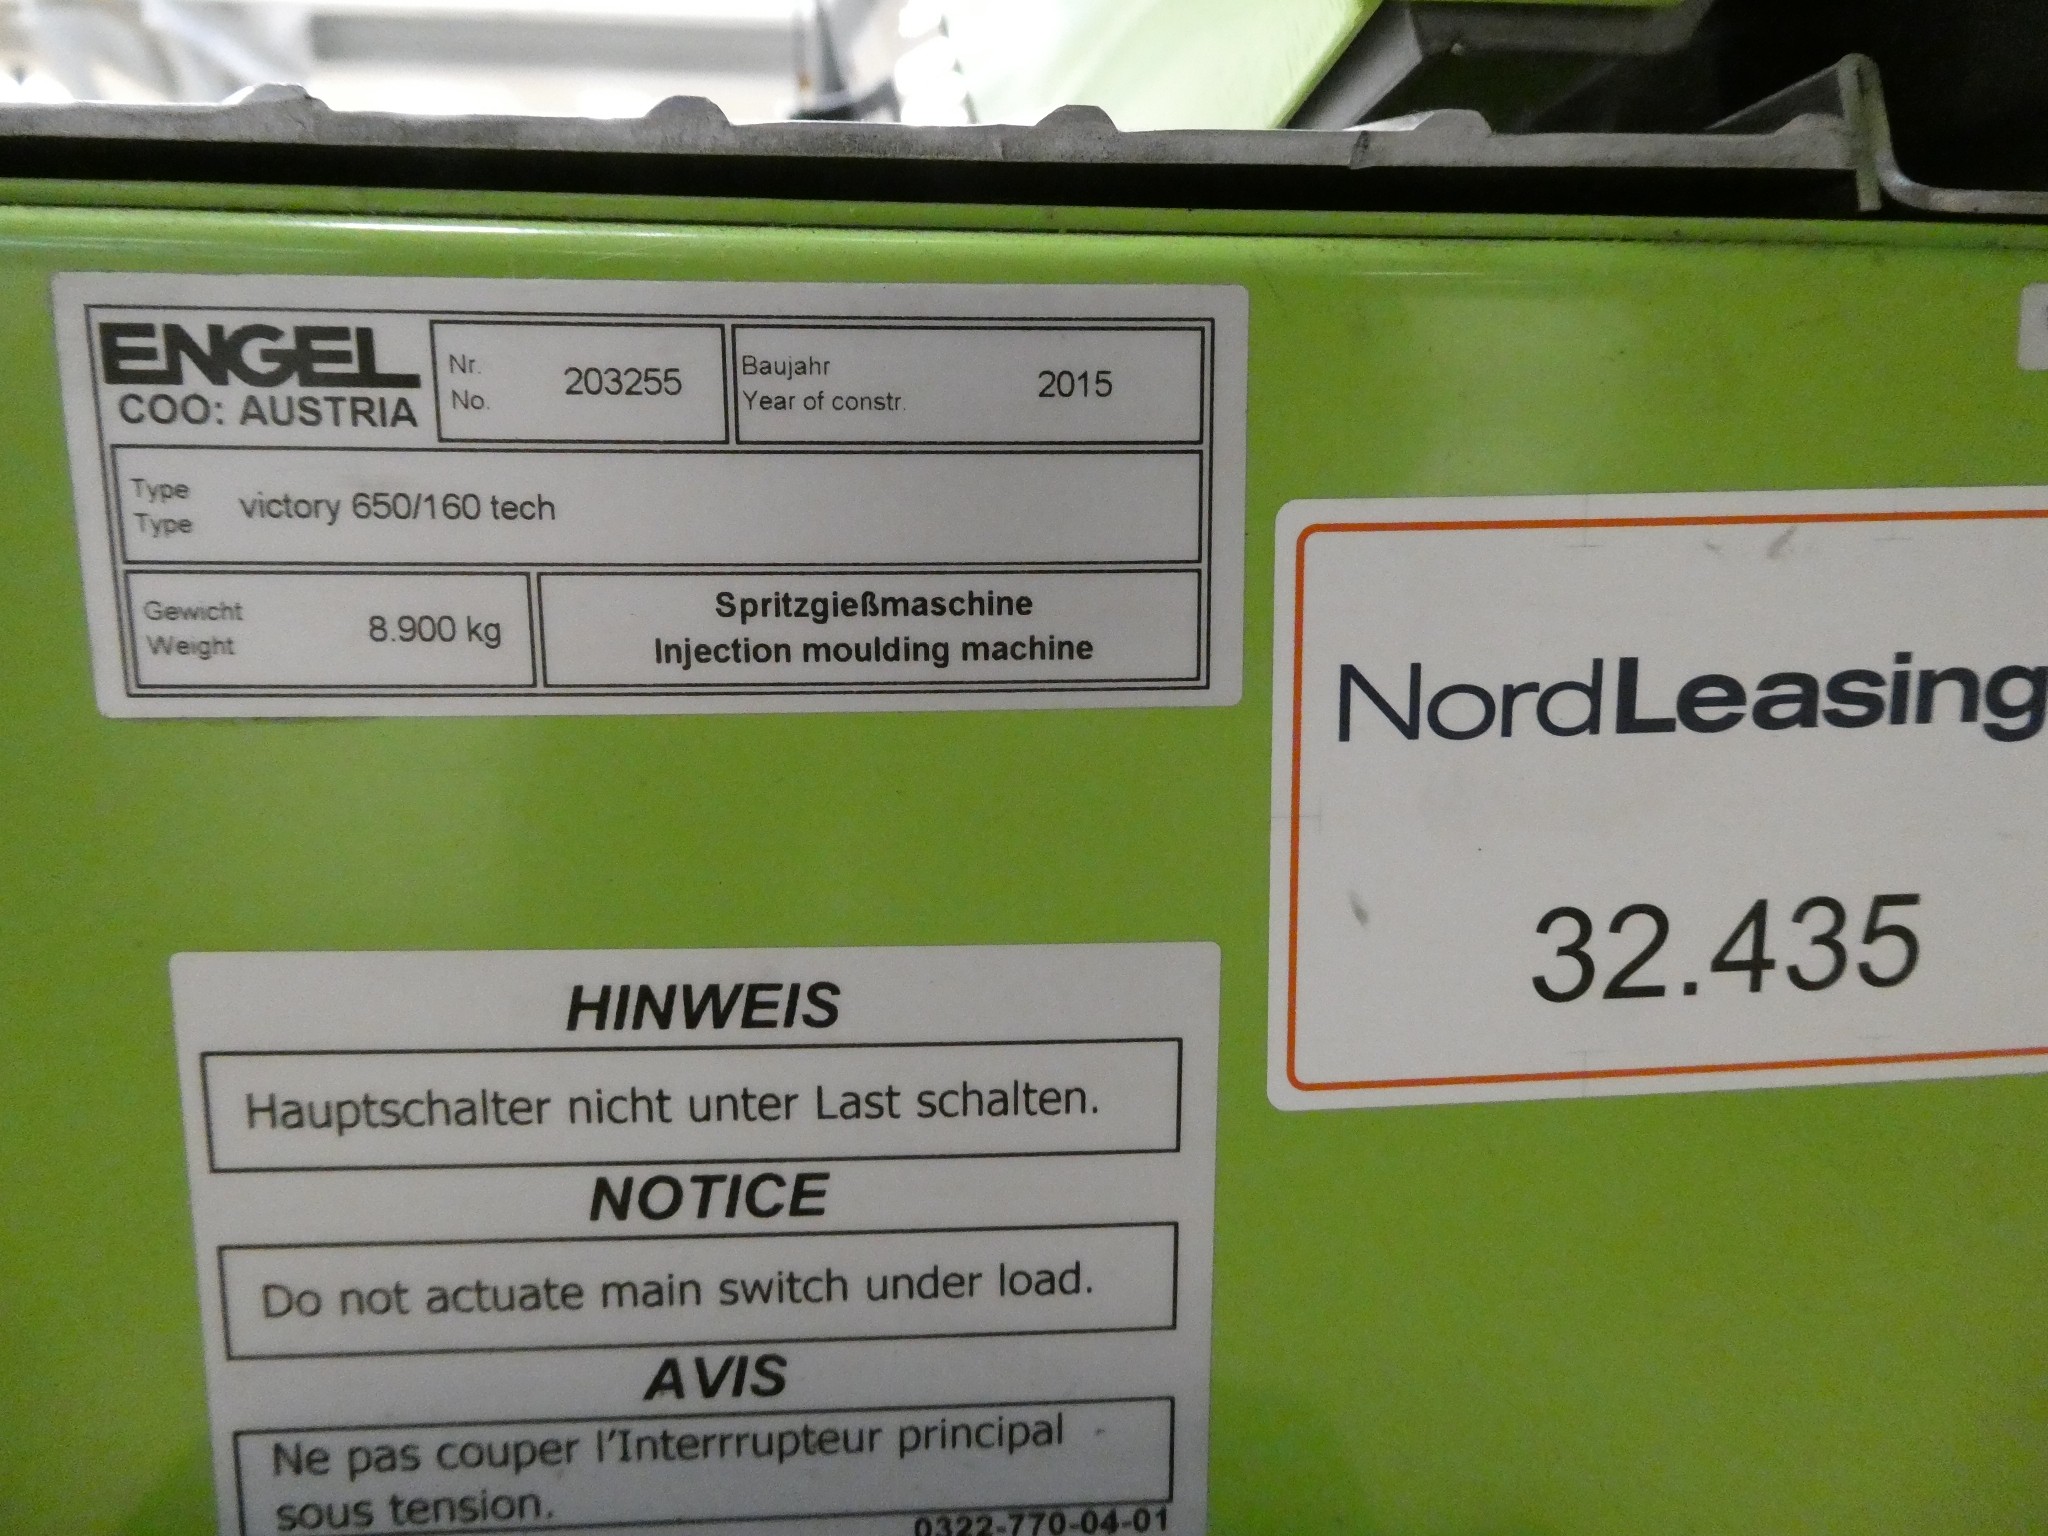 ENGEL
COO: AUSTRIA
Nr.
No.
203255
Baujahr
Year of constr.
2015
Type
Type
victory 650/160 tech
Gewicht
Weight
8.900 kg
Spritzgießmaschine
Injection moulding machine
NordLeasing
32.435
HINWEIS
Hauptschalter nicht unter Last schalten.
NOTICE
Do not actuate main switch under load.
AVIS
Ne pas couper l'Interrrupteur principal
sous tension.
0322-770-04-01